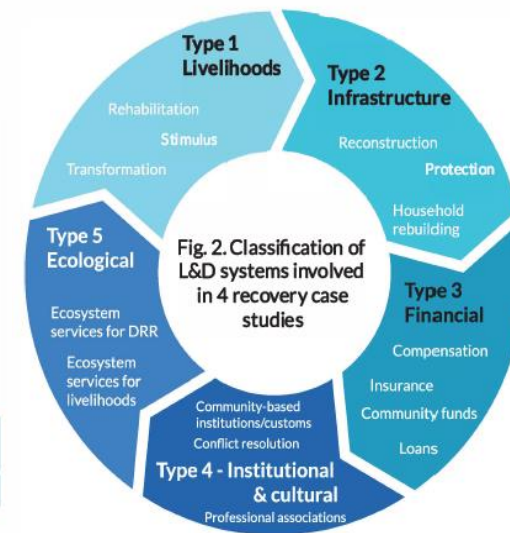 Type 1
Livelihoods
Rehabilitation
Stimulus
Transformation
Type 2
Infrastructure
Reconstruction
Protection
Household
rebuilding
Type 3
Financial
Compensation
Insurance
Community funds
Loans
Community-based
institutions/customs
Conflict resolution
Type 4 - Institutional
& cultural
Professional associations
Type 5
Ecological
Ecosystem
services for DRR
Ecosystem
services for
livelihoods
Fig. 2. Classification of
L&D systems involved
in 4 recovery case
studies